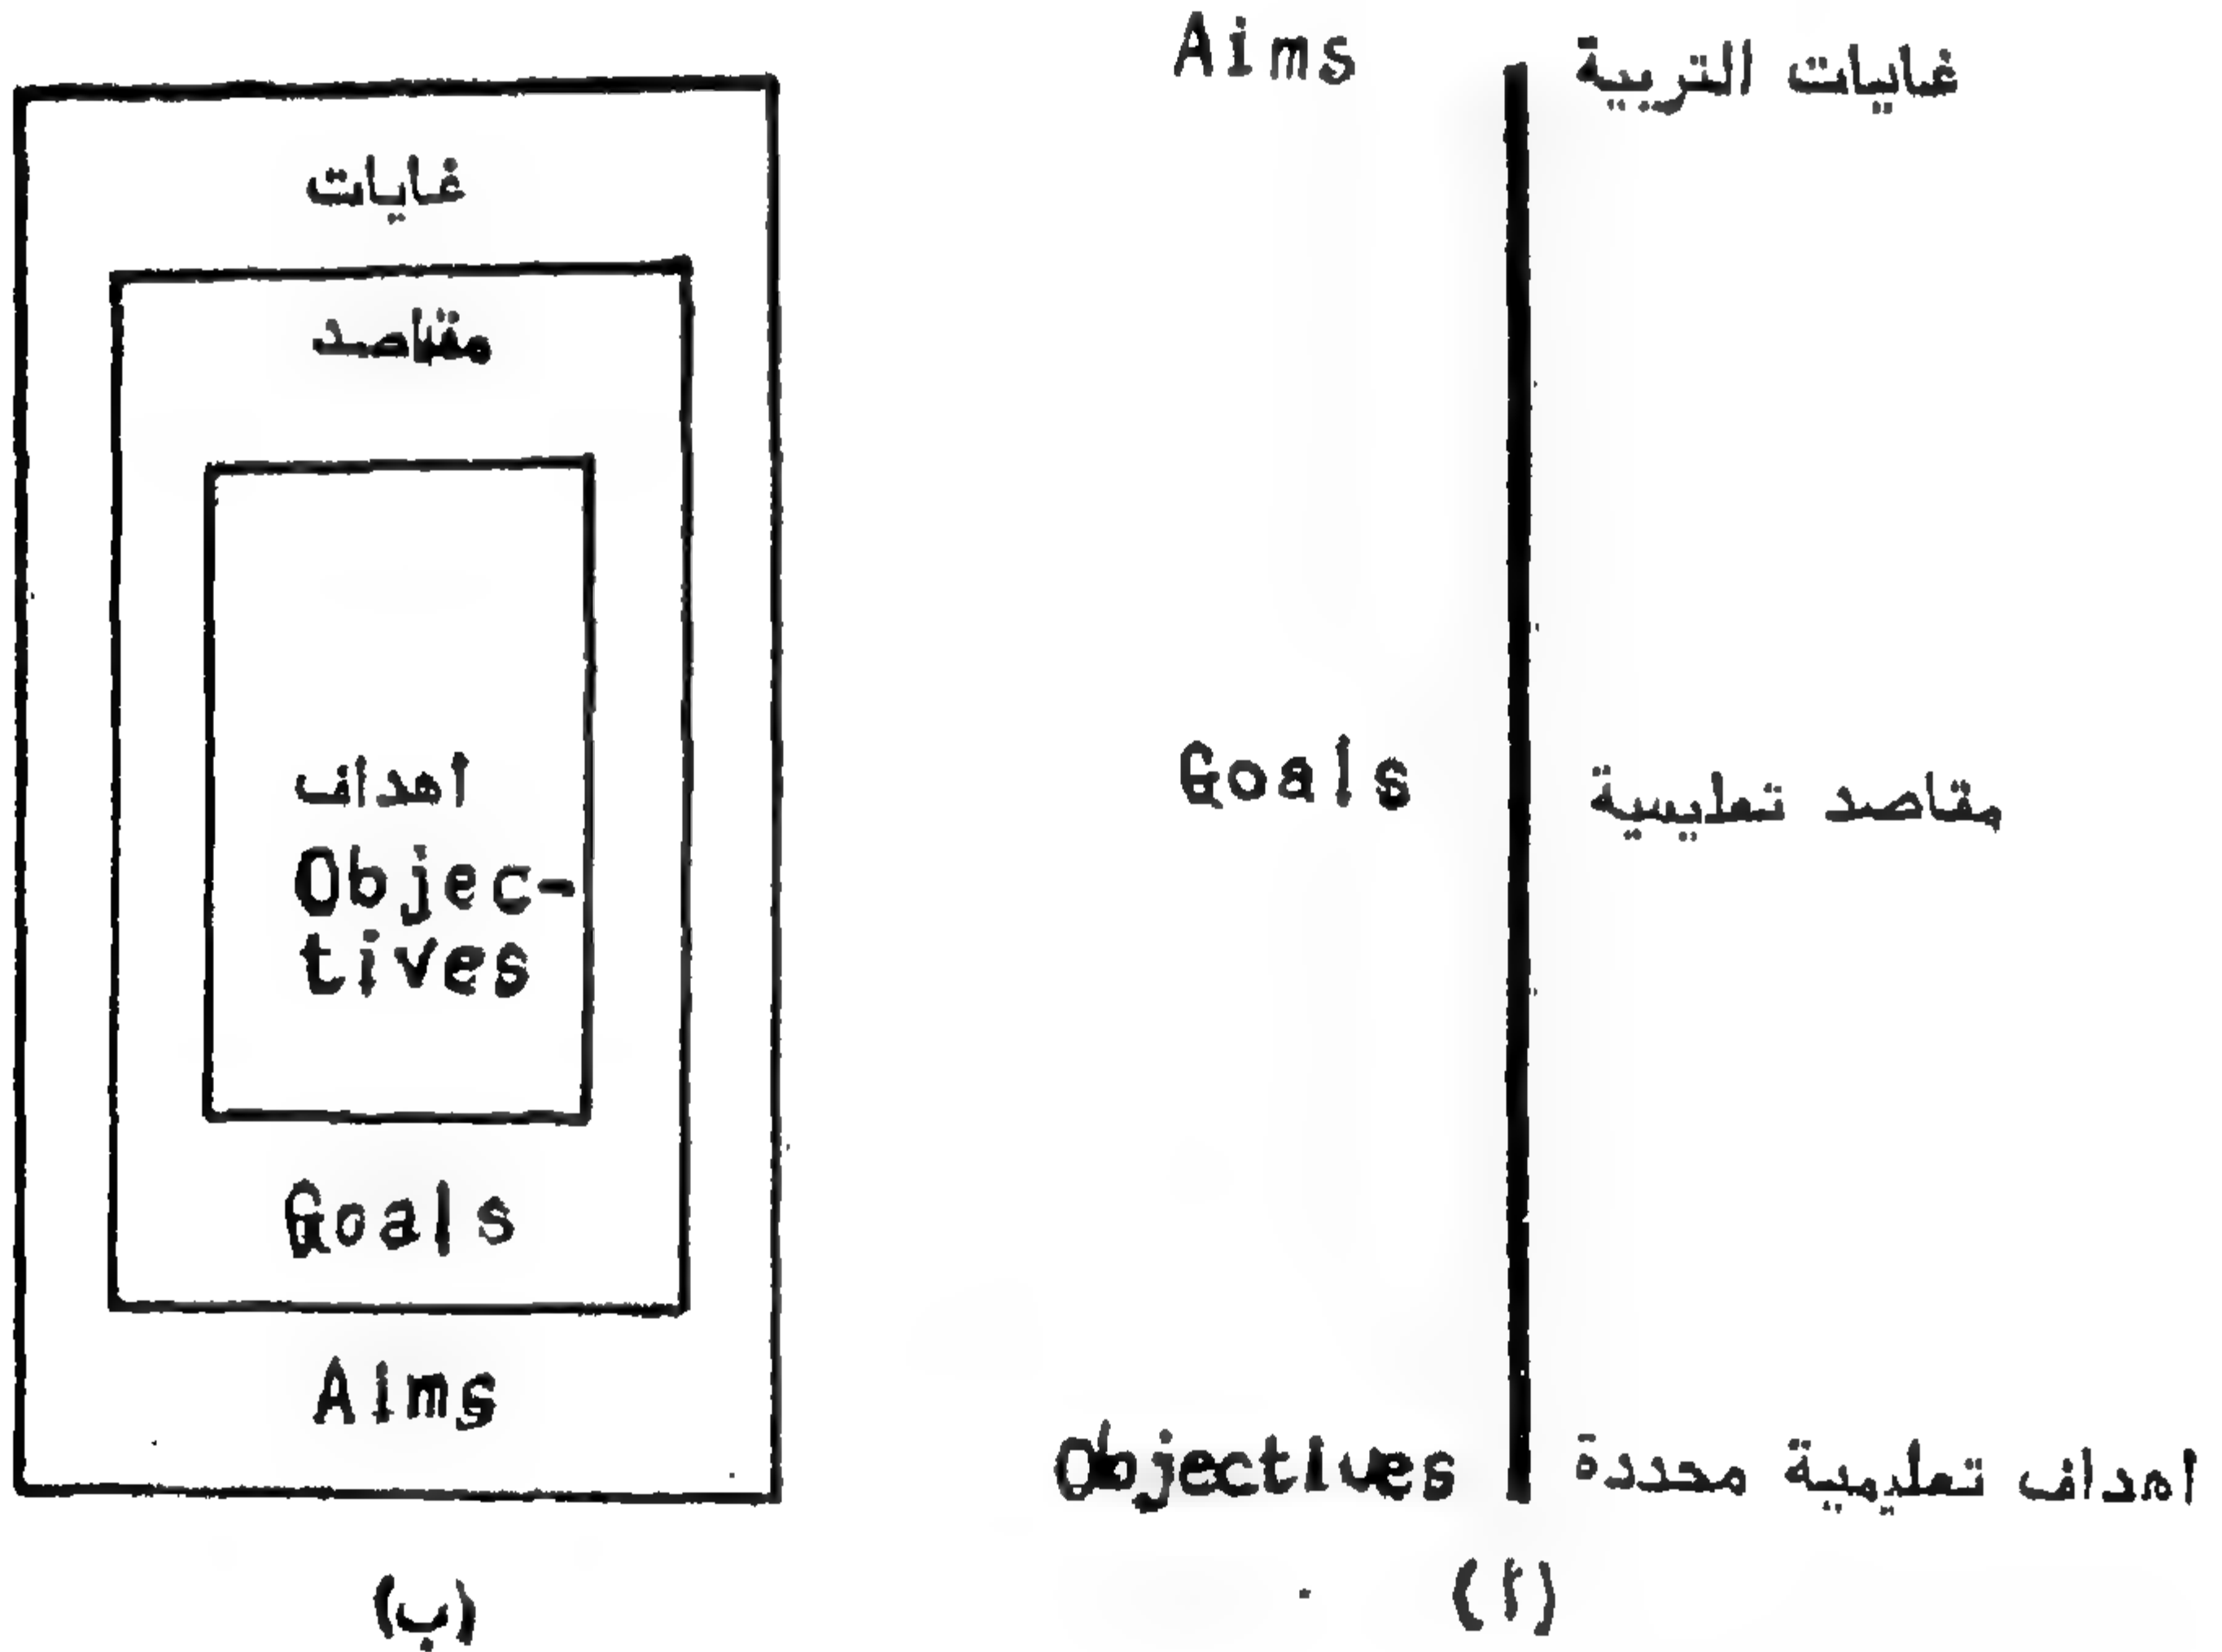 Aims غايات التربية
Goals مقاصد تعليمية
Objectives اهداف تعليمية محددة
(أ)
غايات
مقاصد
اهداف
Objec-
tives
Goals
Aims
(ب)